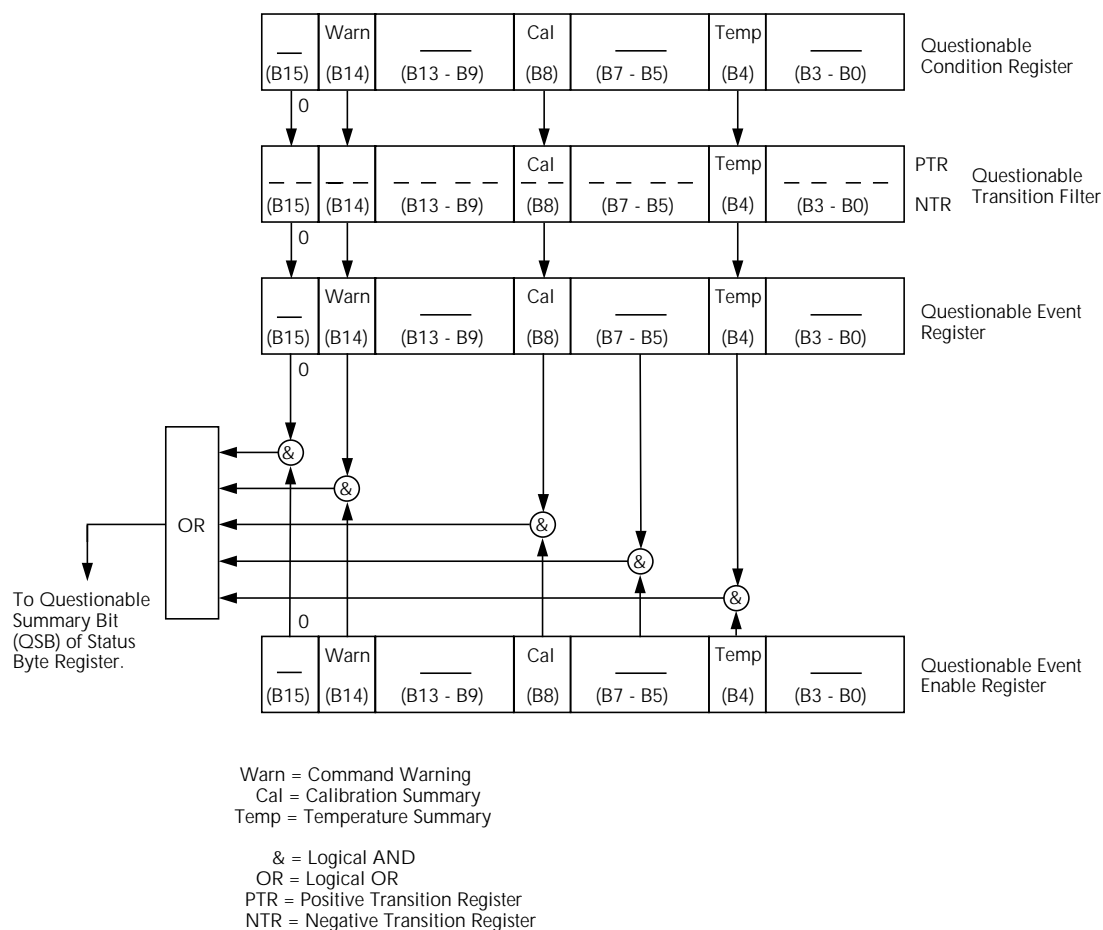 Warn Cal Temp
(B15) (B14) (B13 - B9) (B8) (B7 - B5) (B4) (B3 - B0)
Questionable
Condition Register
0
Cal Temp
(B15) (B14) (B13 - B9) (B8) (B7 - B5) (B4) (B3 - B0)
PTR
NTR
Questionable
Transition Filter
0
Warn Cal Temp
(B15) (B14) (B13 - B9) (B8) (B7 - B5) (B4) (B3 - B0)
Questionable Event
Register
0
&
&
OR
&
&
&
To Questionable
Summary Bit
(QSB) of Status
Byte Register.
0
Warn Cal Temp
(B15) (B14) (B13 - B9) (B8) (B7 - B5) (B4) (B3 - B0)
Questionable Event
Enable Register
Warn = Command Warning
Cal = Calibration Summary
Temp = Temperature Summary
& = Logical AND
OR = Logical OR
PTR = Positive Transition Register
NTR = Negative Transition Register